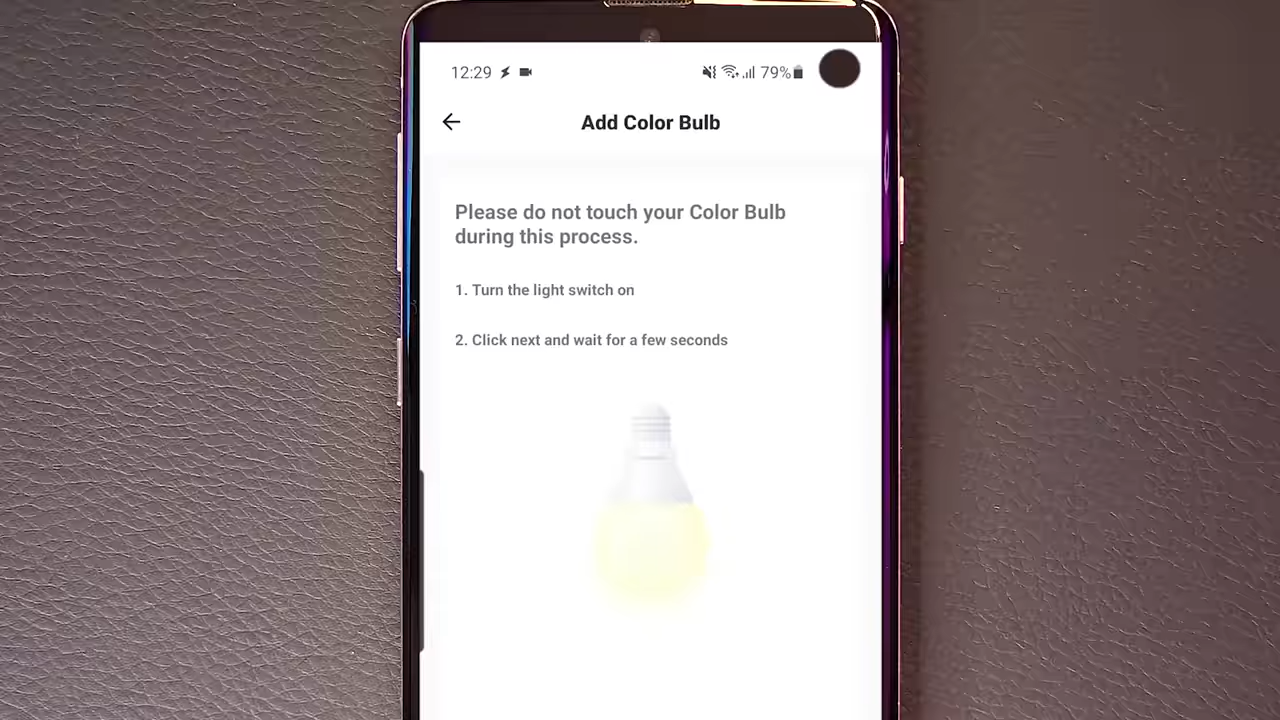 12:29 79%
Add Color Bulb
Please do not touch your Color Bulb
during this process.
1. Turn the light switch on
2. Click next and wait for a few seconds